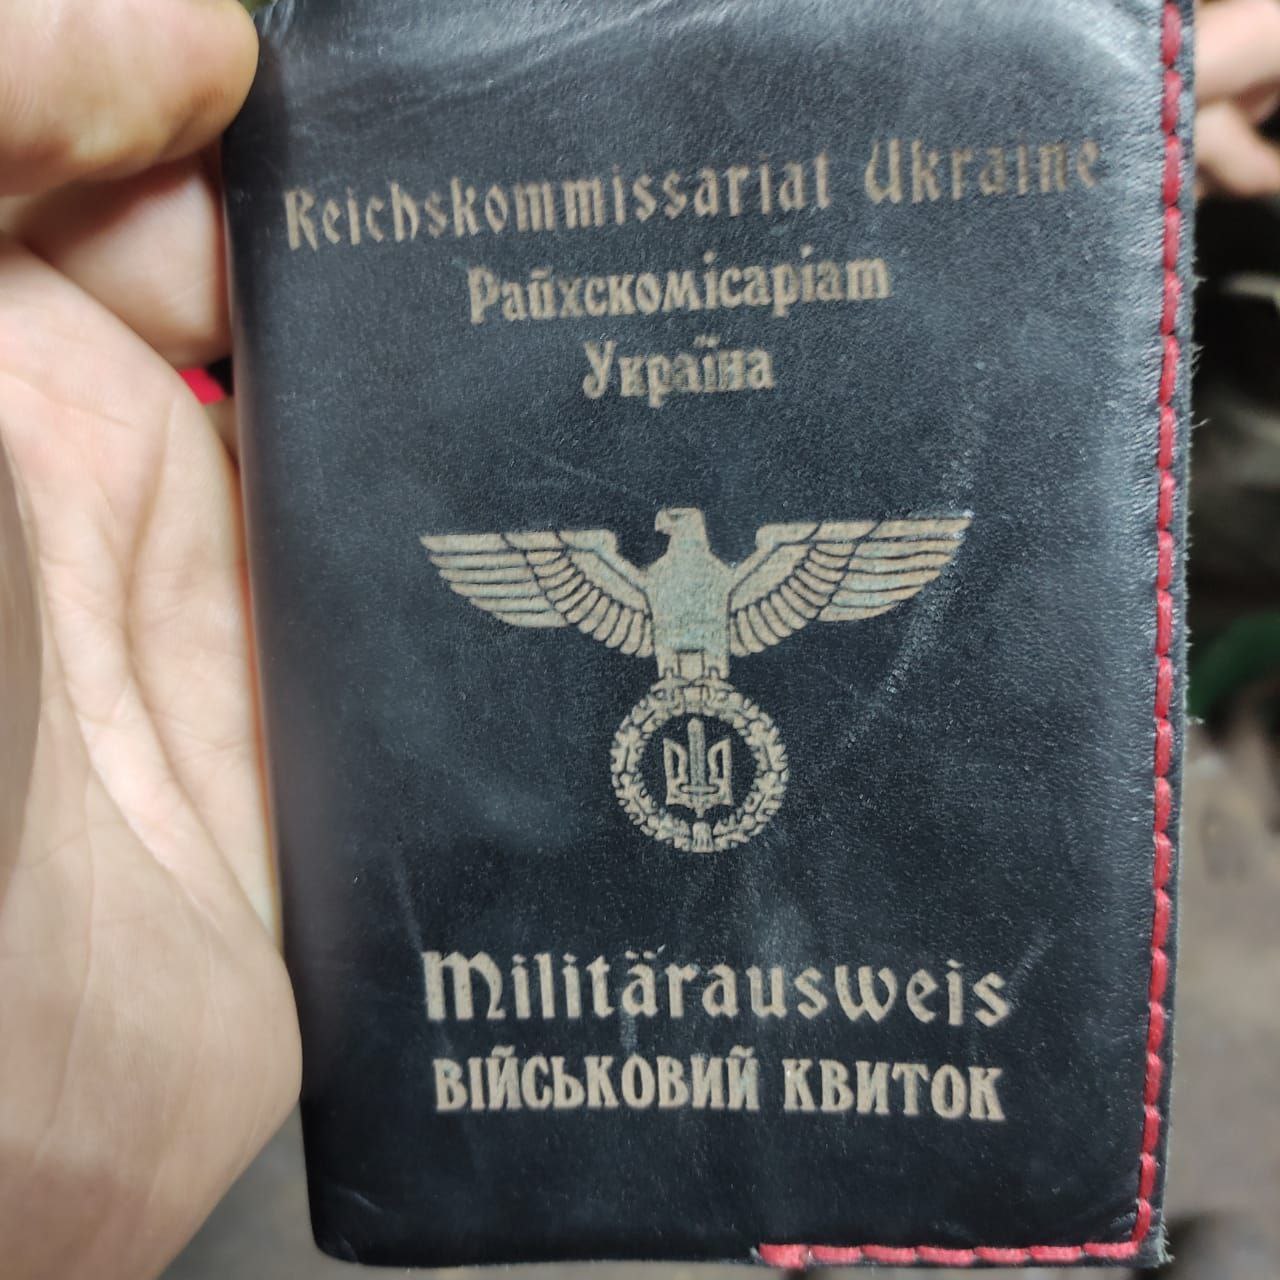 Reichskommissariat Ukraine
Райхскомісаріат
Україна
Militärausweis
ВІЙСЬКОВИЙ КВИТОК